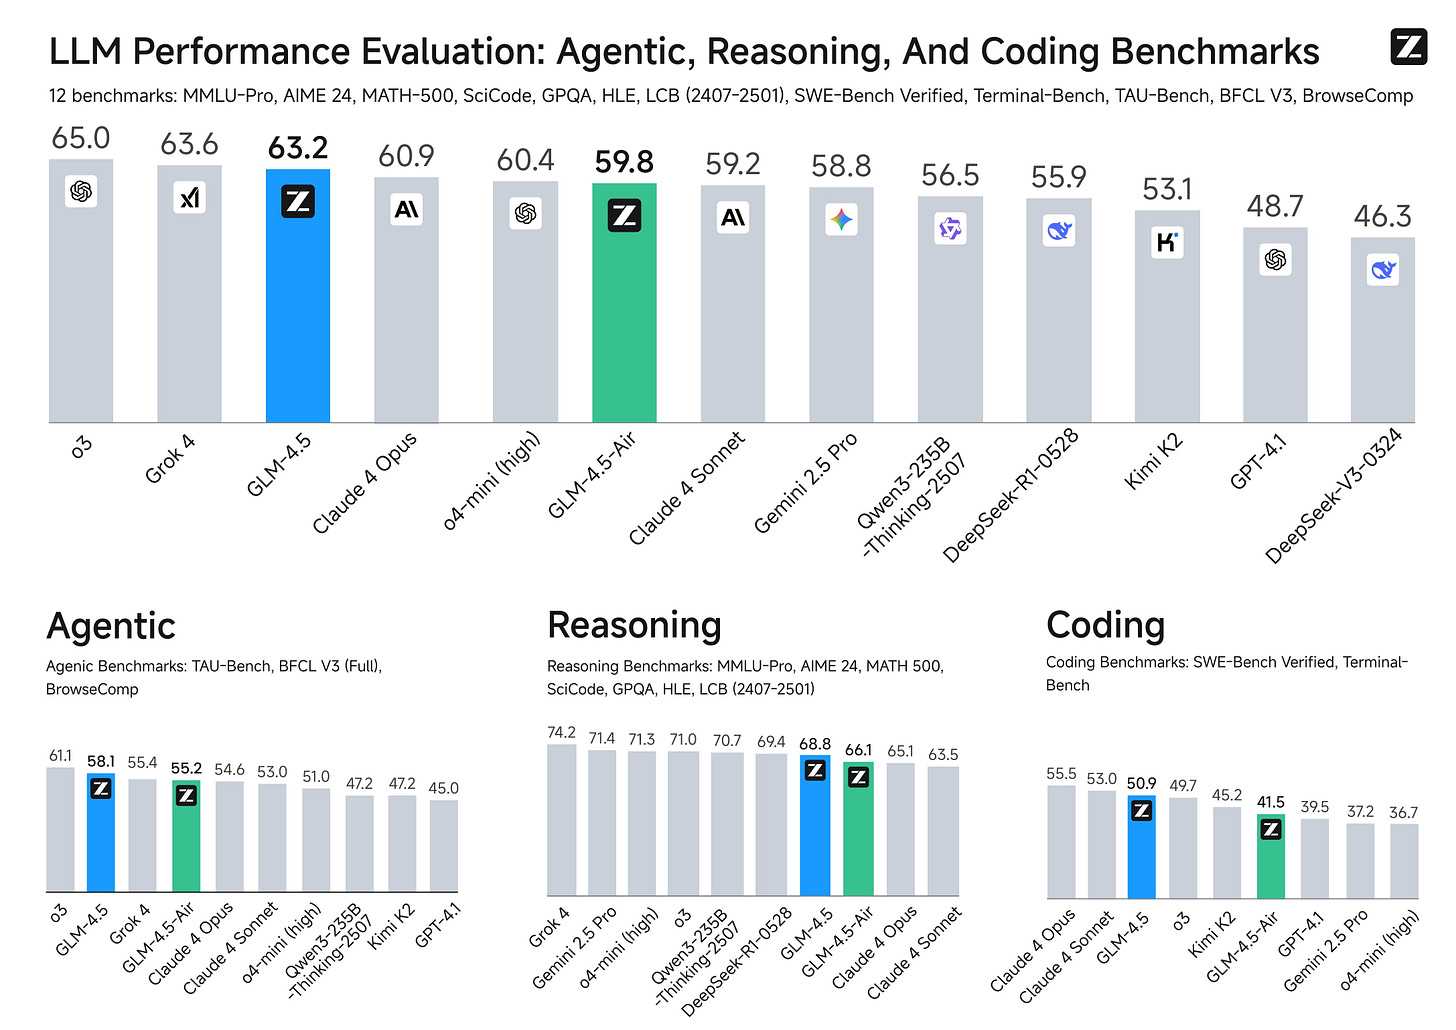 LLM Performance Evaluation: Agentic, Reasoning, And Coding Benchmarks
Z
12 benchmarks: MMLU-Pro, AIME 24, MATH-500, SciCode, GPQA, HLE, LCB (2407-2501), SWE-Bench Verified, Terminal-Bench, TAU-Bench, BFCL V3, BrowseComp
65.0
63.6
63.2
60.9
60.4
59.8
59.2
58.8
56.5
55.9
53.1
48.7
46.3
o3
Grok 4
GLM-4.5
Claude 4 Opus
o4-mini (high)
GLM-4.5-Air
Claude 4 Sonnet
Gemini 2.5 Pro
Qwen3-235B
-Thinking-2507
DeepSeek-R1-0528
Kimi K2
GPT-4.1
DeepSeek-V3-0324
Agentic
Agenic Benchmarks: TAU-Bench, BFCL V3 (Full),
BrowseComp
61.1
58.1
55.4
55.2
54.6
53.0
51.0
47.2
47.2
45.0
o3
GLM-4.5
Grok 4
GLM-4.5-Air
Claude 4 Opus
Claude 4 Sonnet
o4-mini (high)
Qwen3-235B
-Thinking-2507
Kimi K2
GPT-4.1
Reasoning
Reasoning Benchmarks: MMLU-Pro, AIME 24, MATH 500,
SciCode, GPQA, HLE, LCB (2407-2501)
74.2
71.4
71.3
71.0
70.7
69.4
68.8
66.1
65.1
63.5
Grok 4
Gemini 2.5 Pro
o4-mini (high)
o3
Qwen3-235B
-Thinking-2507
DeepSeek-R1-0528
GLM-4.5
GLM-4.5-Air
Claude 4 Opus
Claude 4 Sonnet
Coding
Coding Benchmarks: SWE-Bench Verified, Terminal-
Bench
55.5
53.0
50.9
49.7
45.2
41.5
39.5
37.2
36.7
Claude 4 Opus
Claude 4 Sonnet
GLM-4.5
o3
Kimi K2
GLM-4.5-Air
GPT-4.1
Gemini 2.5 Pro
o4-mini (high)